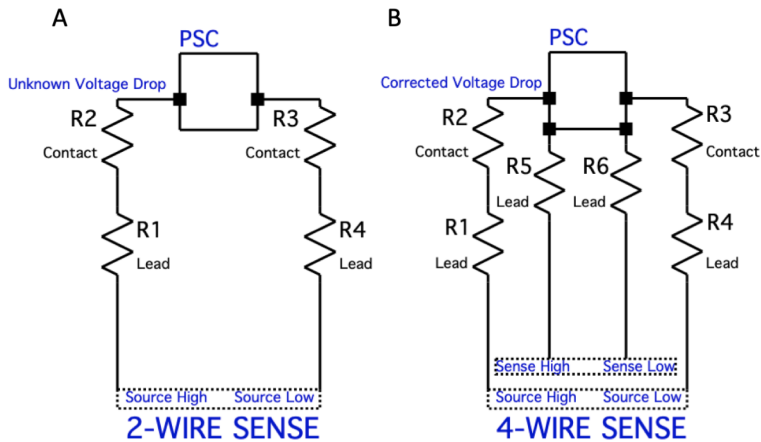 A
PSC
Unknown Voltage Drop
R2
R3
Contact
Contact
R1
R4
Lead
Lead
Source High
Source Low
2-WIRE SENSE
B
PSC
Corrected Voltage Drop
R2
R3
Contact
Contact
R5
R6
Lead
Lead
R1
R4
Lead
Lead
Sense High
Sense Low
Source High
Source Low
4-WIRE SENSE